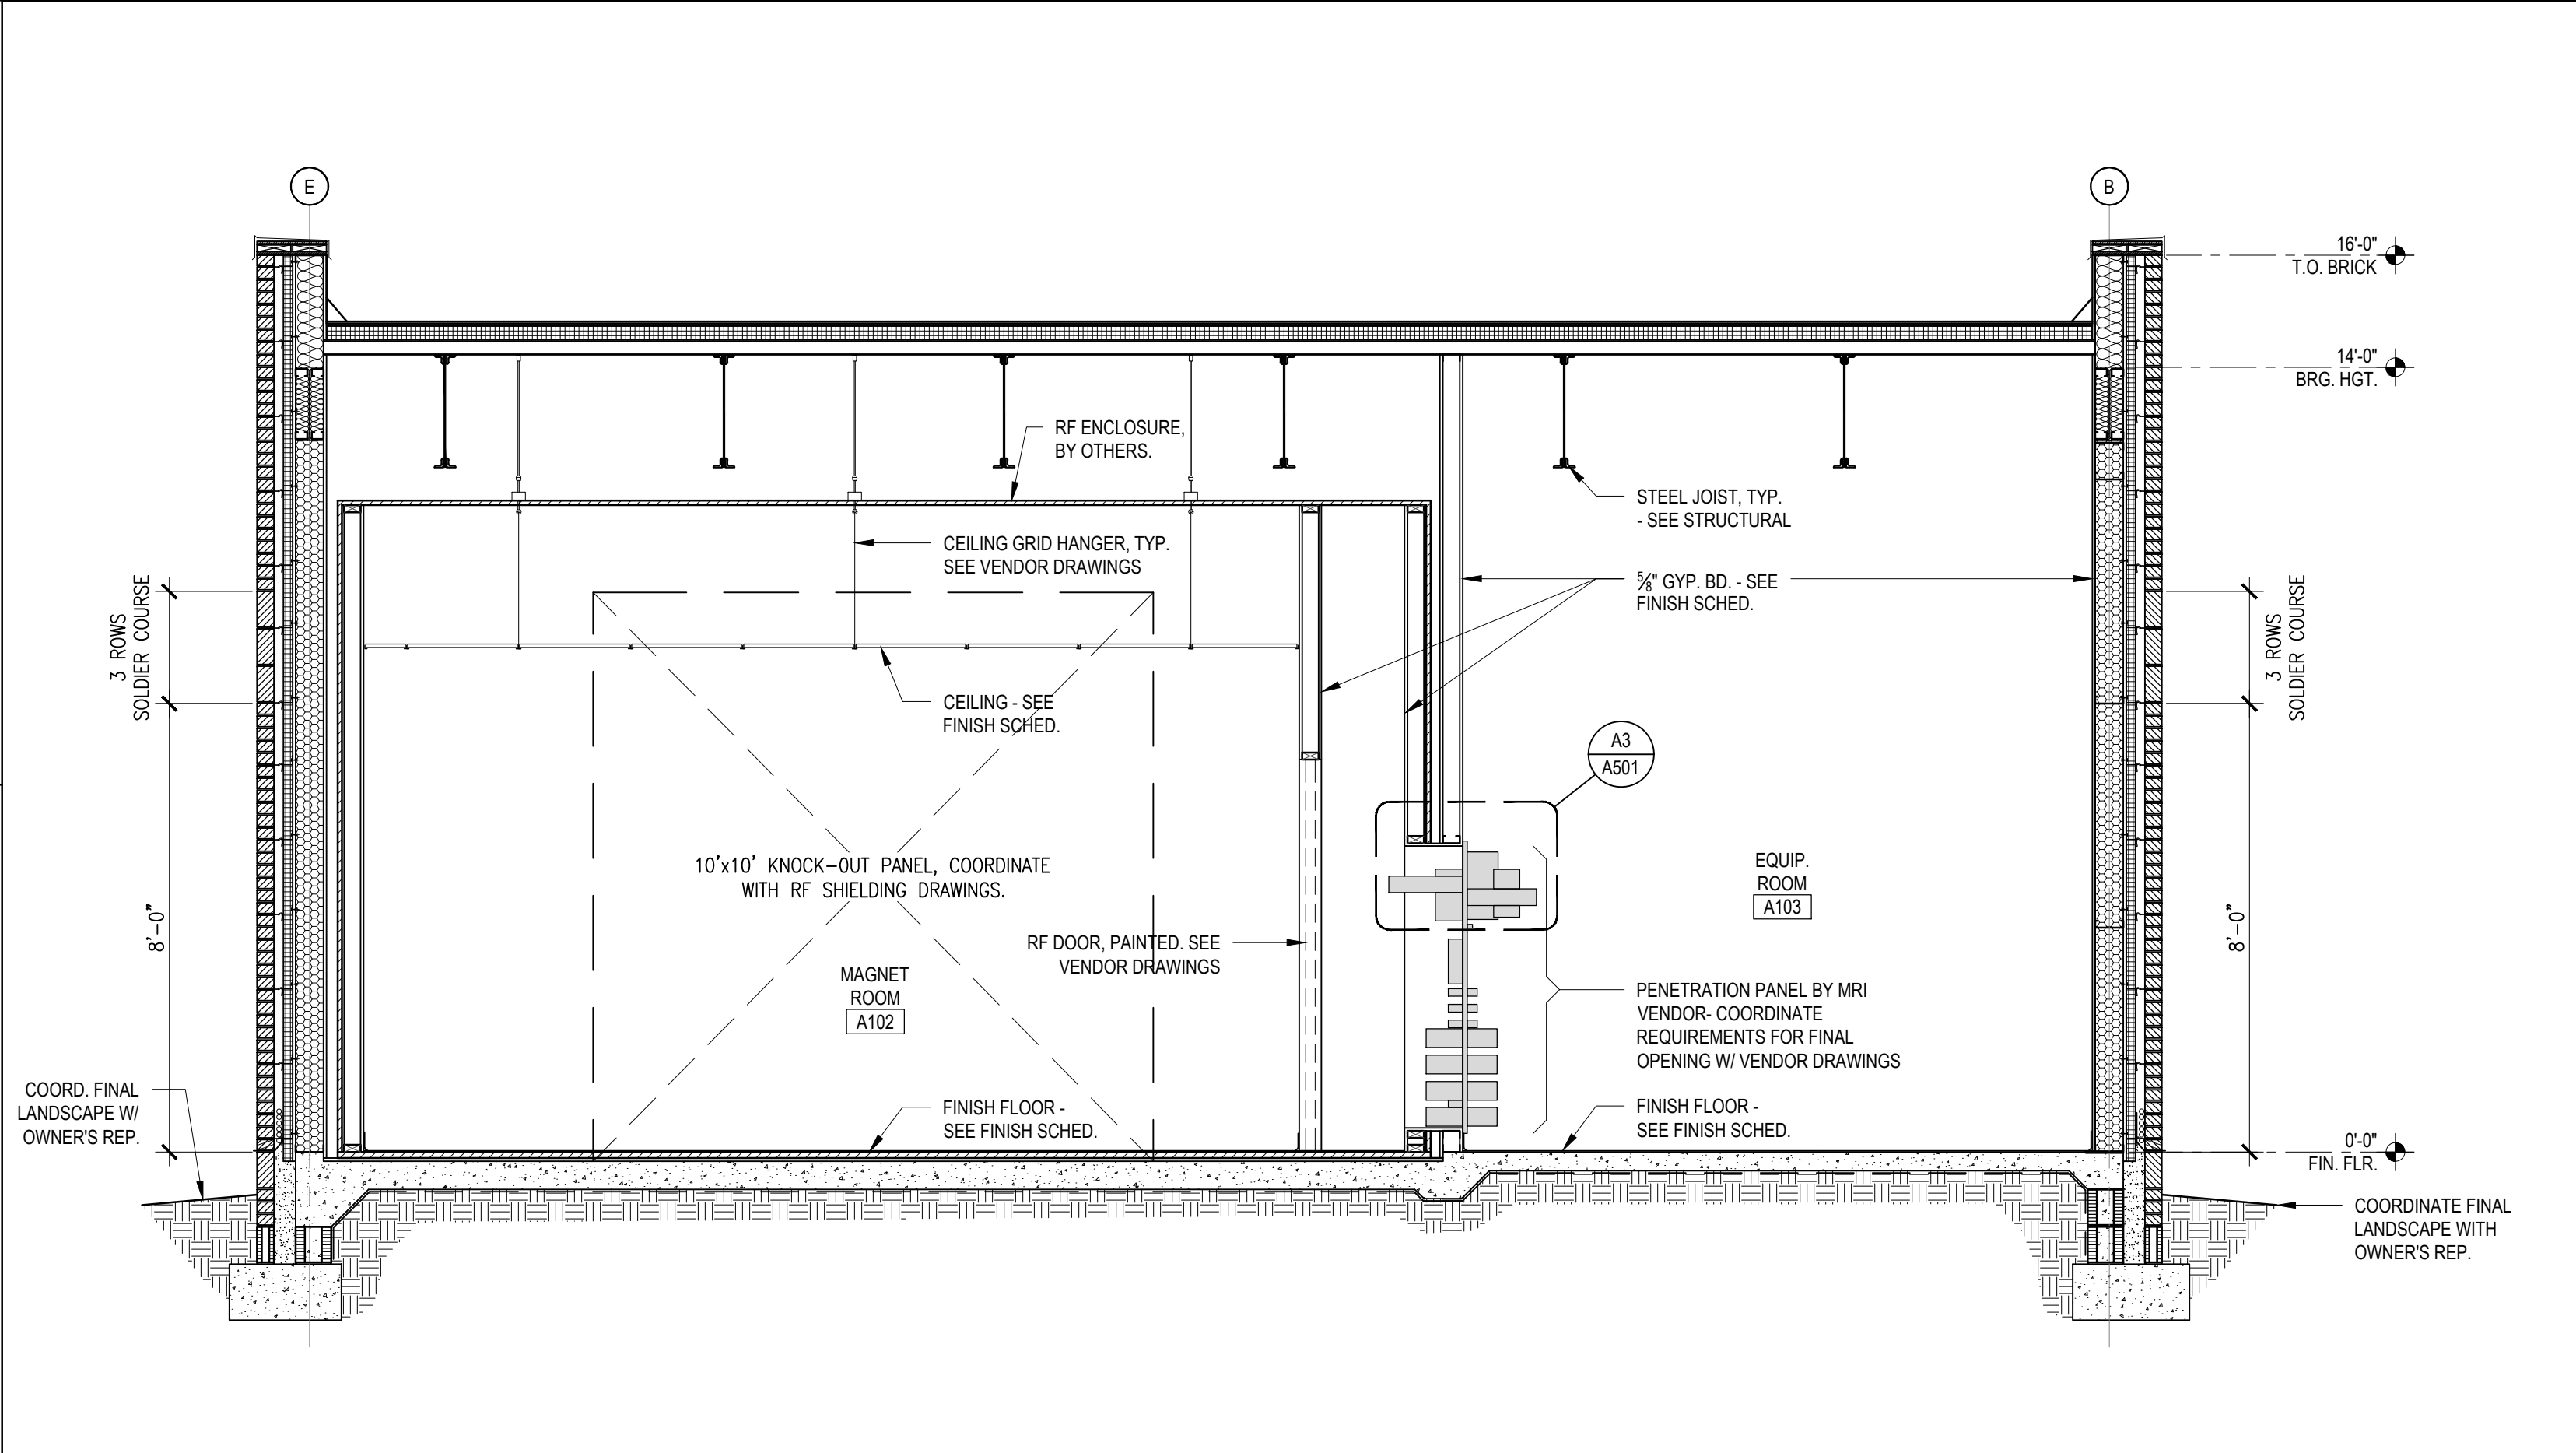 E
B
16'-0"
T.O. BRICK
14'-0"
BRG. HGT.
RF ENCLOSURE,
BY OTHERS.
STEEL JOIST, TYP.
- SEE STRUCTURAL
CEILING GRID HANGER, TYP.
SEE VENDOR DRAWINGS
⅝" GYP. BD. - SEE
FINISH SCHED.
3 ROWS
SOLDIER COURSE
3 ROWS
SOLDIER COURSE
CEILING - SEE
FINISH SCHED.
A3
A501
10'x10' KNOCK-OUT PANEL, COORDINATE
WITH RF SHIELDING DRAWINGS.
EQUIP.
ROOM
A103
8'-0"
8'-0"
RF DOOR, PAINTED. SEE
VENDOR DRAWINGS
MAGNET
ROOM
A102
PENETRATION PANEL BY MRI
VENDOR- COORDINATE
REQUIREMENTS FOR FINAL
OPENING W/ VENDOR DRAWINGS
COORD. FINAL
LANDSCAPE W/
OWNER'S REP.
FINISH FLOOR -
SEE FINISH SCHED.
FINISH FLOOR -
SEE FINISH SCHED.
0'-0"
FIN. FLR.
COORDINATE FINAL
LANDSCAPE WITH
OWNER'S REP.